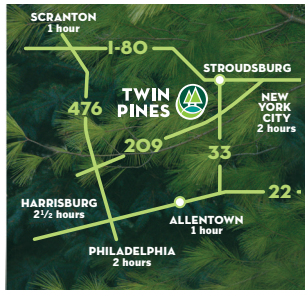 SCRANTON
1 hour
I-80
STROUDSBURG
TWIN
PINES
NEW
YORK
CITY
2 hours
476
209
33
HARRISBURG
2½ hours
22
ALLENTOWN
1 hour
PHILADELPHIA
2 hours